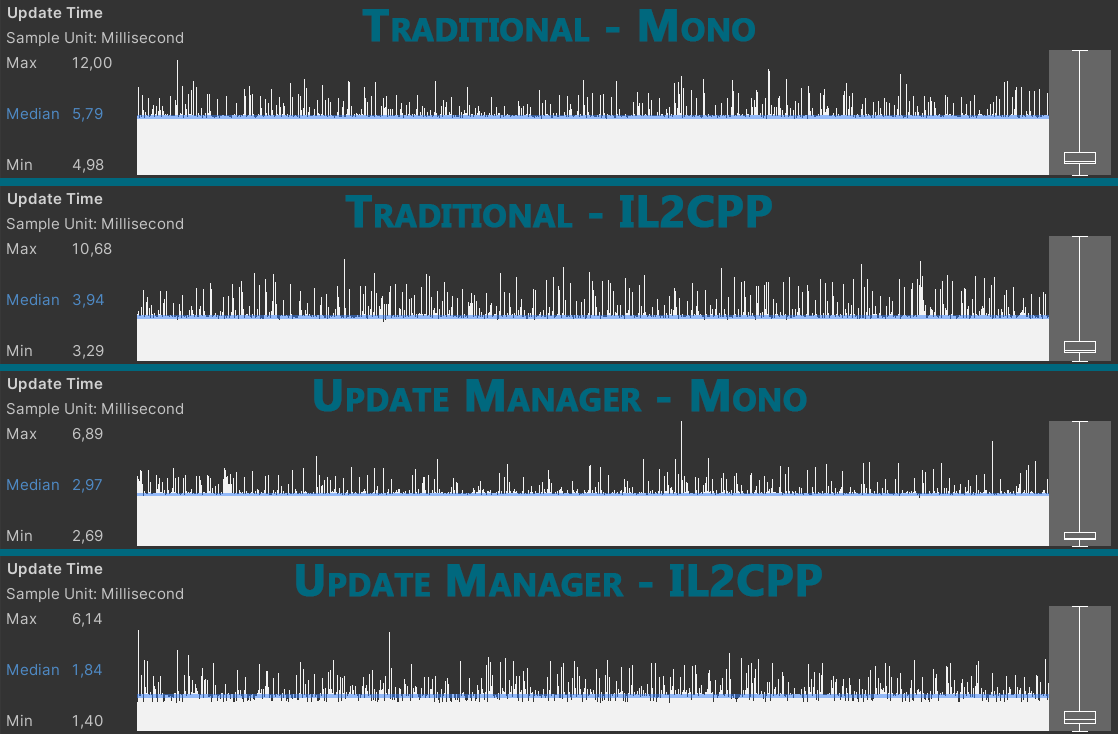 Update Time
Traditional - Mono
Sample Unit: Millisecond
Max 12,00
Median 5,79
Min 4,98
Update Time
Traditional - IL2CPP
Sample Unit: Millisecond
Max 10,68
Median 3,94
Min 3,29
Update Time
Update Manager - Mono
Sample Unit: Millisecond
Max 6,89
Median 2,97
Min 2,69
Update Time
Update Manager - IL2CPP
Sample Unit: Millisecond
Max 6,14
Median 1,84
Min 1,40